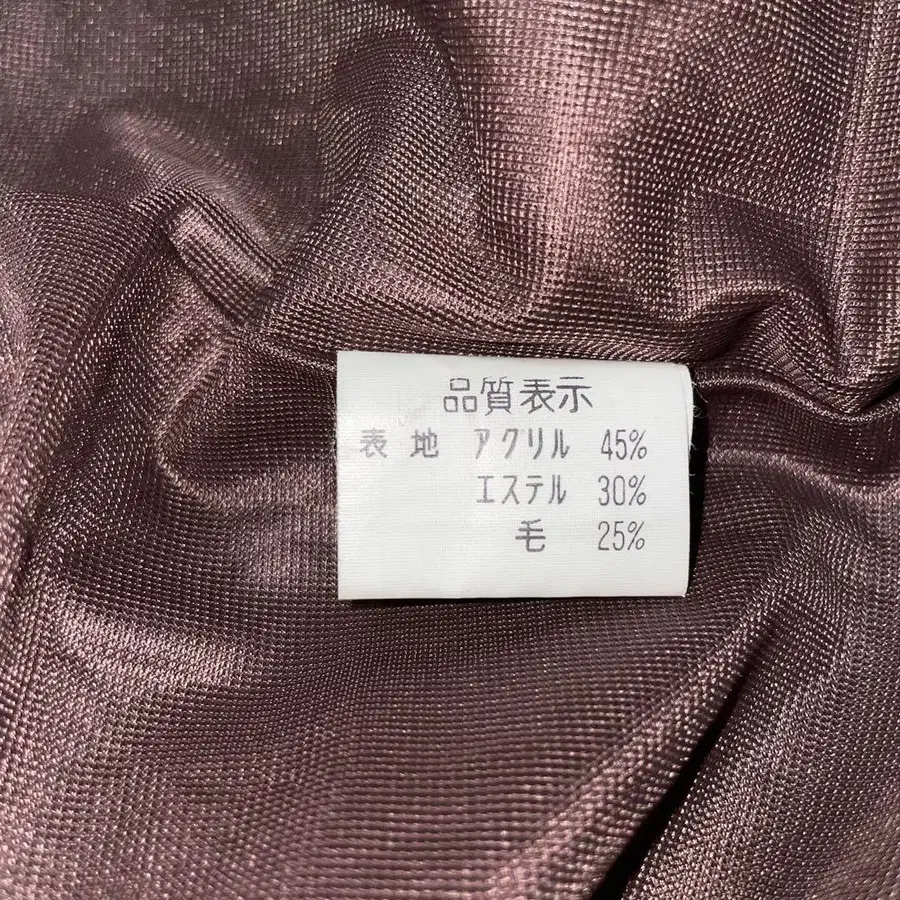 品質表示
表地 アクリル 45%
エステル 30%
毛 25%